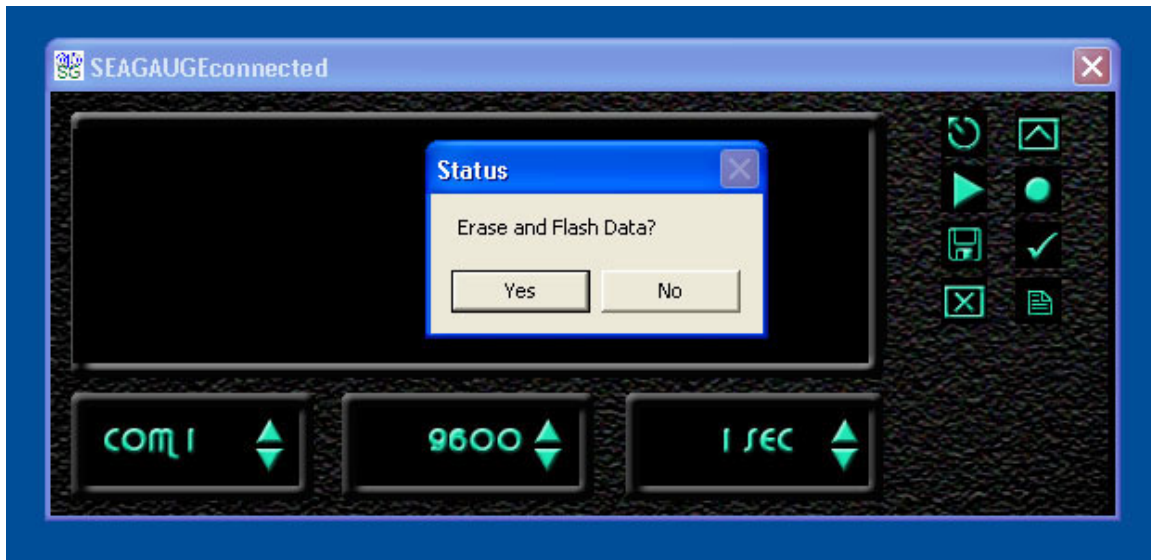 SEAGAUGEconnected
Status
Erase and Flash Data?
Yes No
COM 1 9600 1 SEC